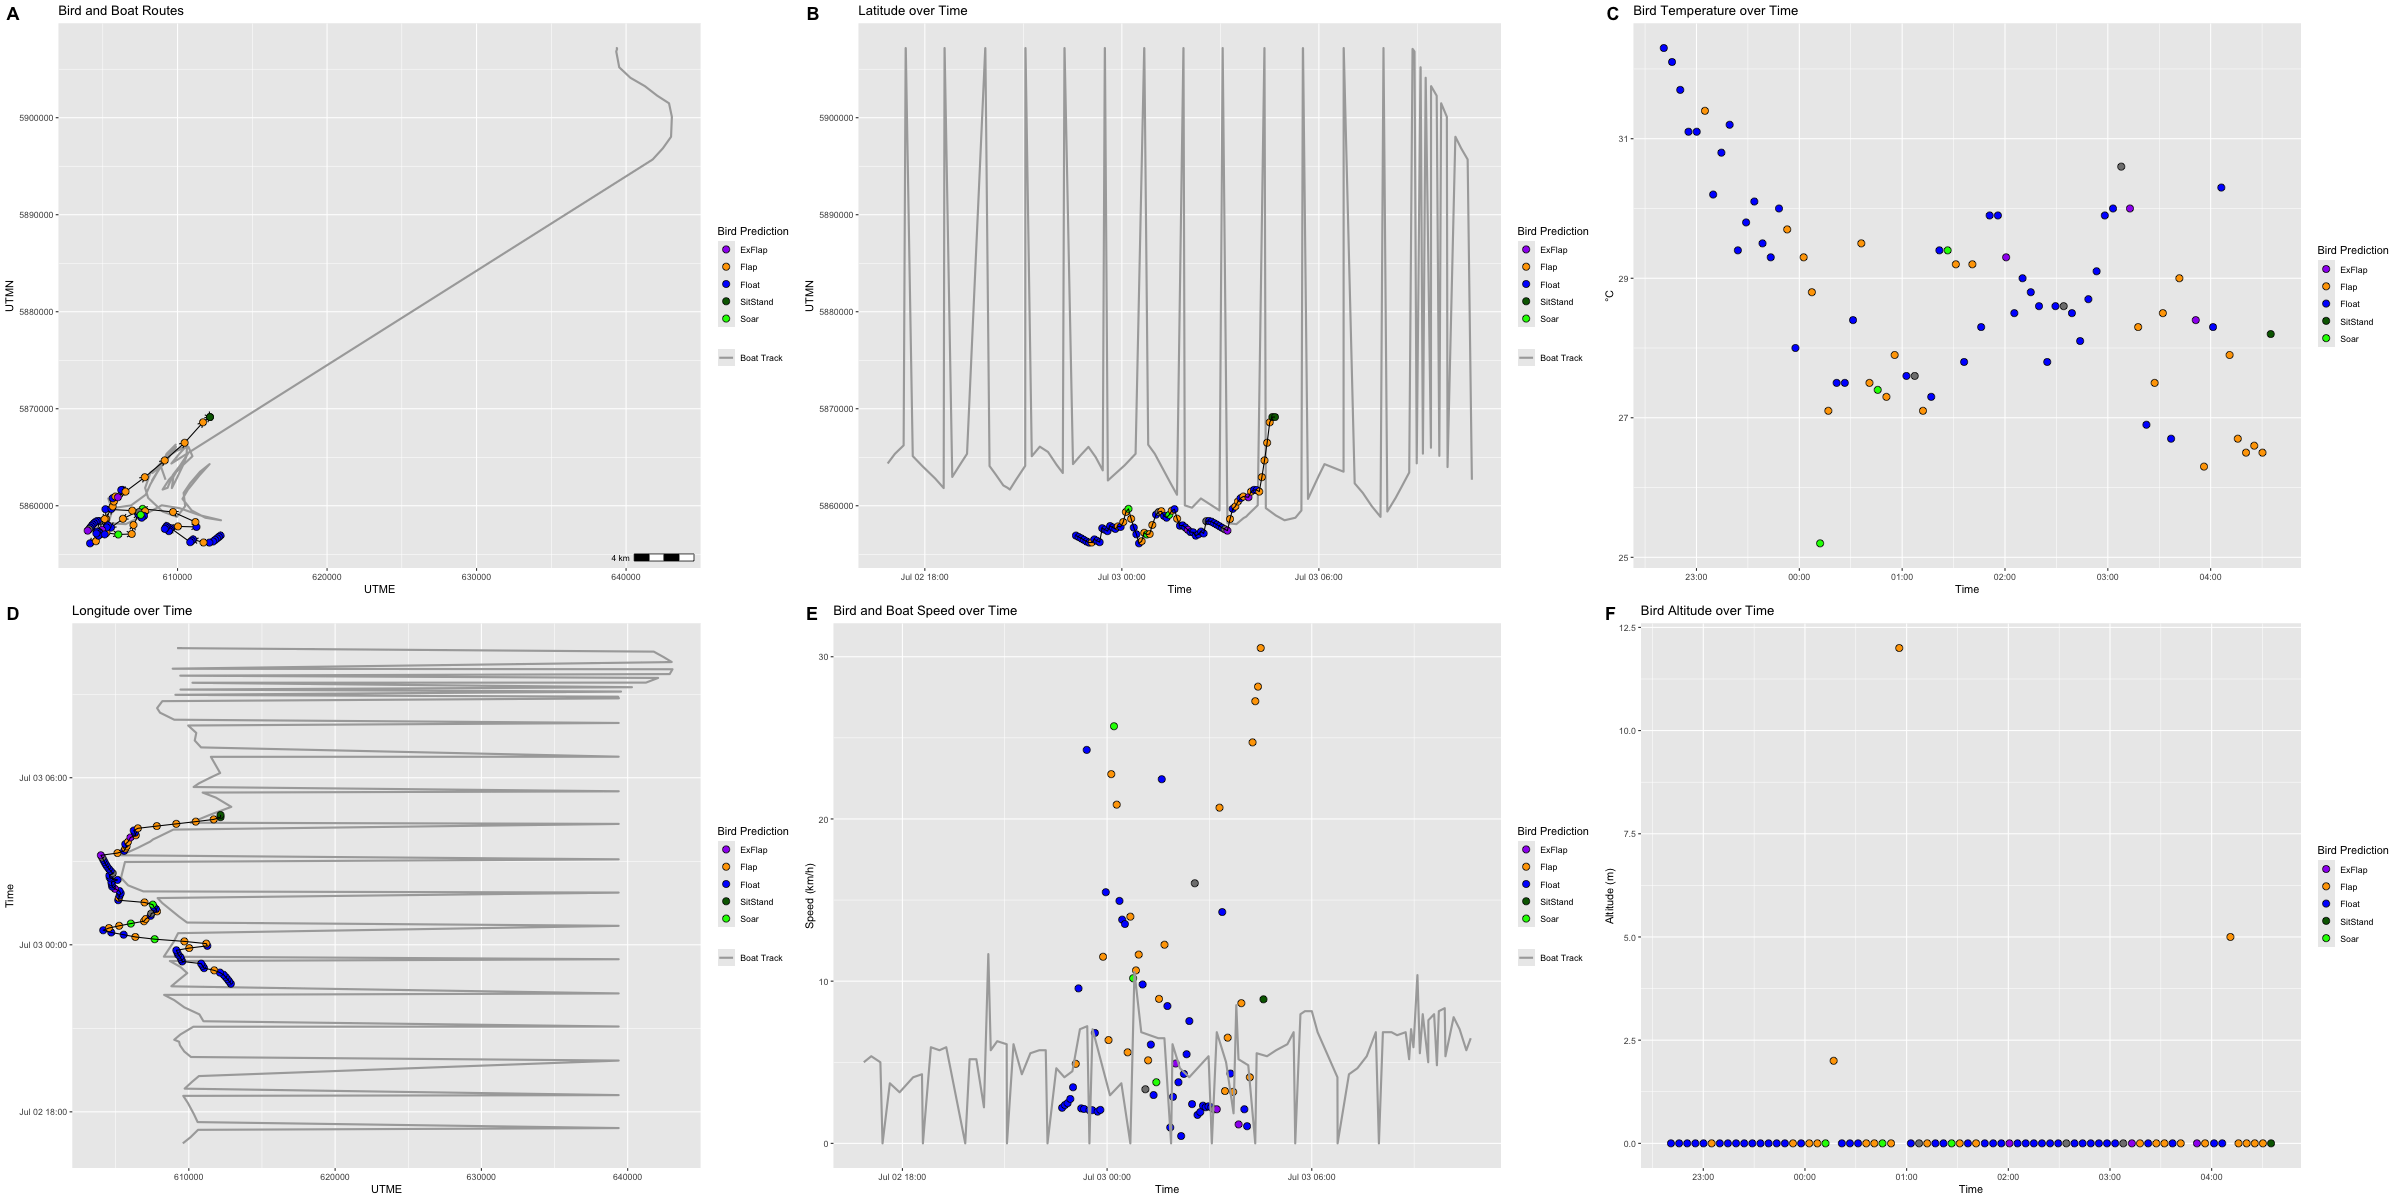 A
Bird and Boat Routes
UTMN
5900000
5890000
5880000
5870000
5860000
610000
620000
630000
640000
UTME
4 km
Bird Prediction
ExFlap
Flap
Float
SitStand
Soar
Boat Track
B
Latitude over Time
UTMN
5900000
5890000
5880000
5870000
5860000
Jul 02 18:00
Jul 03 00:00
Jul 03 06:00
Time
Bird Prediction
ExFlap
Flap
Float
SitStand
Soar
Boat Track
C
Bird Temperature over Time
°C
31
29
27
25
23:00
00:00
01:00
02:00
03:00
04:00
Time
Bird Prediction
ExFlap
Flap
Float
SitStand
Soar
D
Longitude over Time
Time
Jul 03 06:00
Jul 03 00:00
Jul 02 18:00
610000
620000
630000
640000
UTME
Bird Prediction
ExFlap
Flap
Float
SitStand
Soar
Boat Track
E
Bird and Boat Speed over Time
Speed (km/h)
30
20
10
0
Jul 02 18:00
Jul 03 00:00
Jul 03 06:00
Time
Bird Prediction
ExFlap
Flap
Float
SitStand
Soar
Boat Track
F
Bird Altitude over Time
Altitude (m)
12.5
10.0
7.5
5.0
2.5
0.0
23:00
00:00
01:00
02:00
03:00
04:00
Time
Bird Prediction
ExFlap
Flap
Float
SitStand
Soar